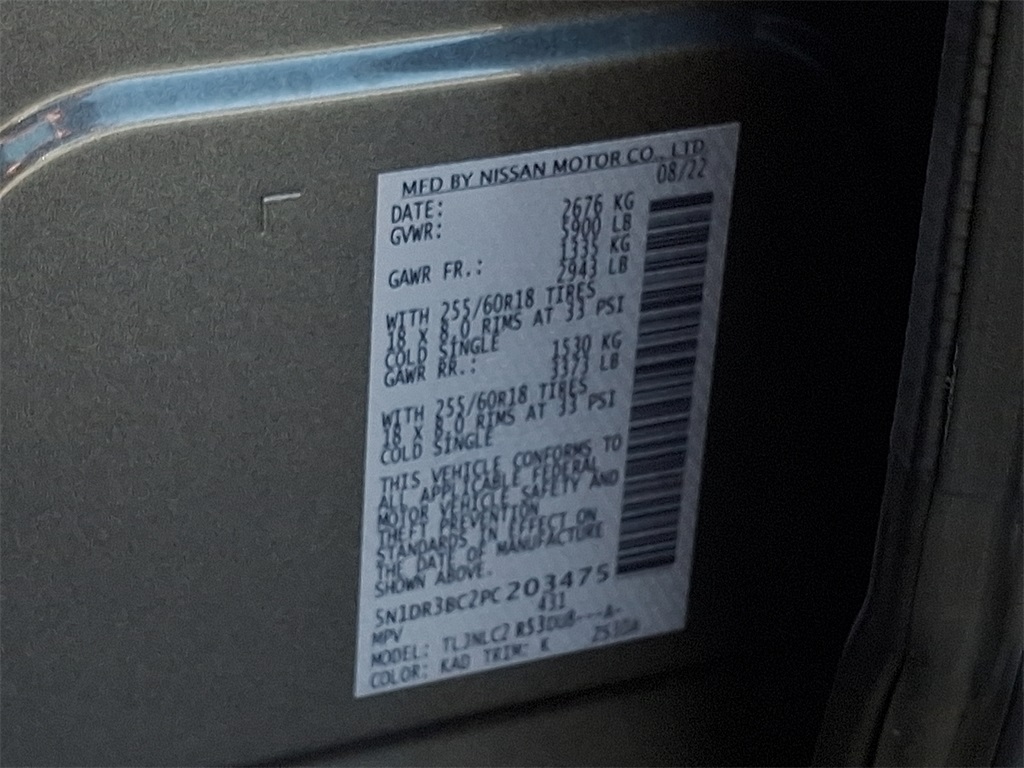 MFD BY NISSAN MOTOR CO., LTD
DATE: 08/22
GVWR: 2676 KG
5900 LB
1335 KG
GAWR FR.: 2943 LB
WITH 255/60R18 TIRES
18 X 8.0 RIMS AT 33 PSI
COLD SINGLE
1530 KG
GAWR RR.: 3373 LB
WITH 255/60R18 TIRES
18 X 8.0 RIMS AT 33 PSI
COLD SINGLE
THIS VEHICLE CONFORMS TO
ALL APPLICABLE FEDERAL
MOTOR VEHICLE SAFETY AND
THEFT PREVENTION
STANDARDS IN EFFECT ON
THE DATE OF MANUFACTURE
SHOWN ABOVE.
5N1DR3BC2PC203475
MPV 431
MODEL: TLJNLC2
COLOR: KAD TRIM: K